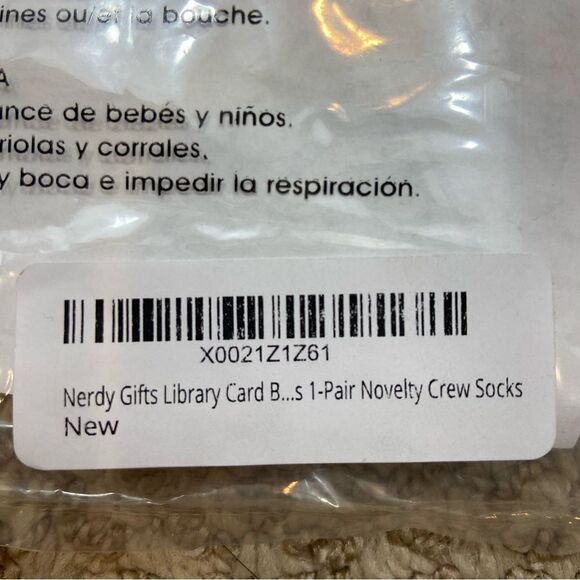 ines ou/et la bouche.
A
ance de bebés y niños.
riolas y corrales,
y boca e impedir la respiración.
X0021Z1Z61
Nerdy Gifts Library Card B...s 1-Pair Novelty Crew Socks
New